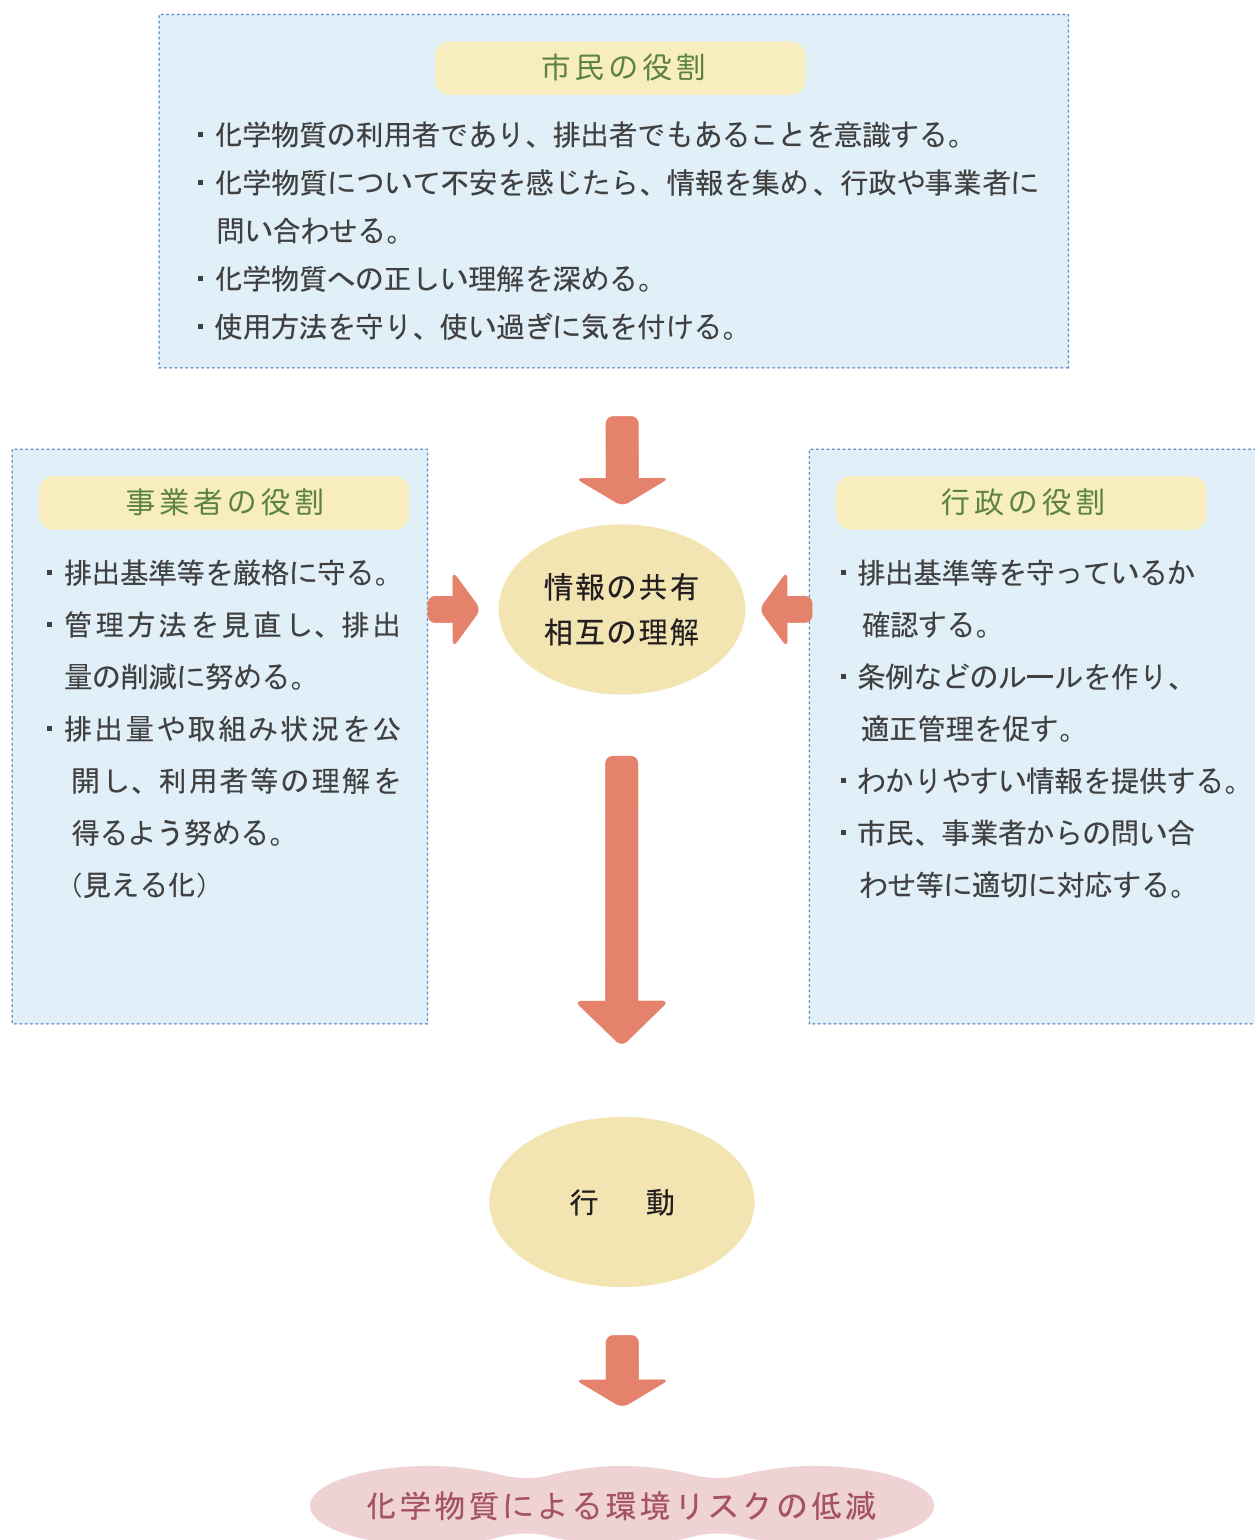 市民の役割
・化学物質の利用者であり、排出者でもあることを意識する。
・化学物質について不安を感じたら、情報を集め、行政や事業者に
問い合わせる。
・化学物質への正しい理解を深める。
・使用方法を守り、使い過ぎに気を付ける。
事業者の役割
・排出基準等を厳格に守る。
・管理方法を見直し、排出
量の削減に努める。
・排出量や取組み状況を公
開し、利用者等の理解を
得るよう努める。
（見える化）
情報の共有
相互の理解
行政の役割
・排出基準等を守っているか
確認する。
・条例などのルールを作り、
適正管理を促す。
・わかりやすい情報を提供する。
・市民、事業者からの問い合
わせ等に適切に対応する。
行　動
化学物質による環境リスクの低減